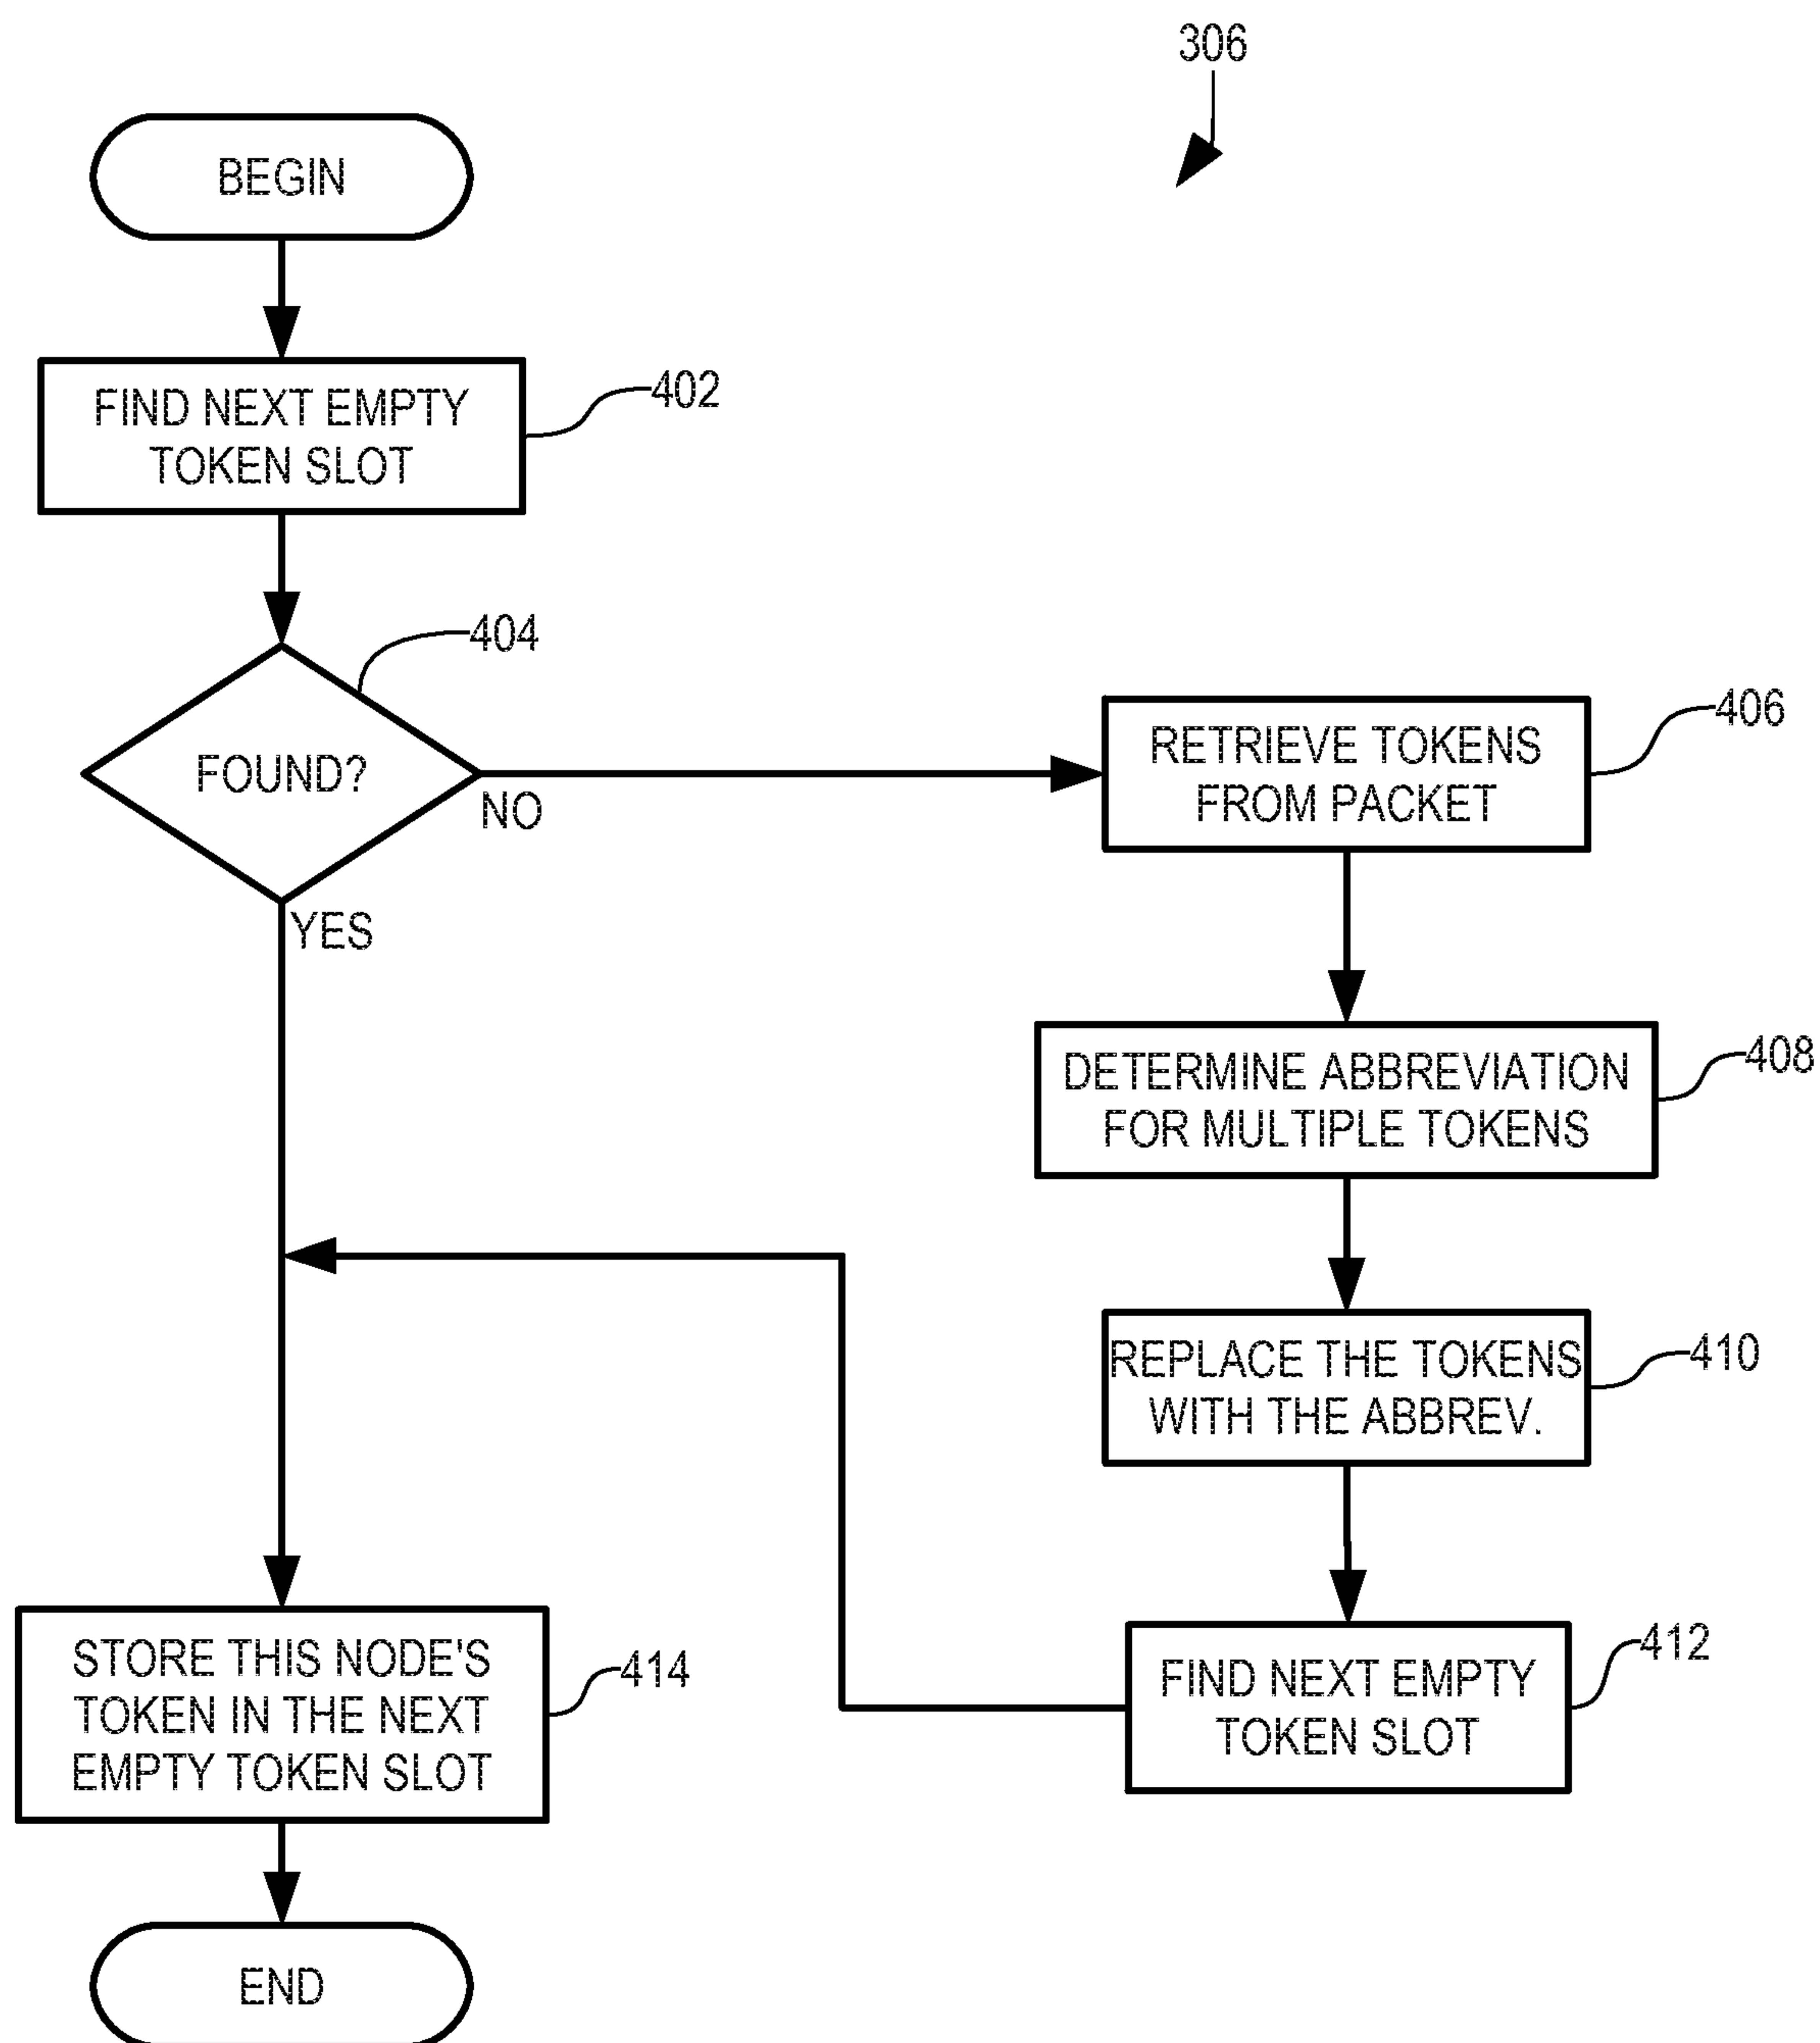 306
BEGIN
FIND NEXT EMPTY
TOKEN SLOT
402
404
FOUND?
NO
YES
RETRIEVE TOKENS
FROM PACKET
406
DETERMINE ABBREVIATION
FOR MULTIPLE TOKENS
408
REPLACE THE TOKENS
WITH THE ABBREV.
410
FIND NEXT EMPTY
TOKEN SLOT
412
STORE THIS NODE'S
TOKEN IN THE NEXT
EMPTY TOKEN SLOT
414
END